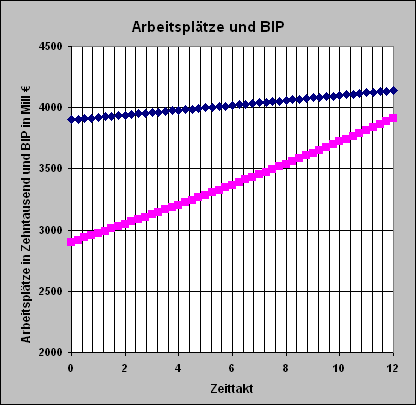 Arbeitsplätze und BIP
Arbeitsplätze in Zehntausend und BIP in Mill €
4500
4000
3500
3000
2500
2000
0 2 4 6 8 10 12
Zeittakt